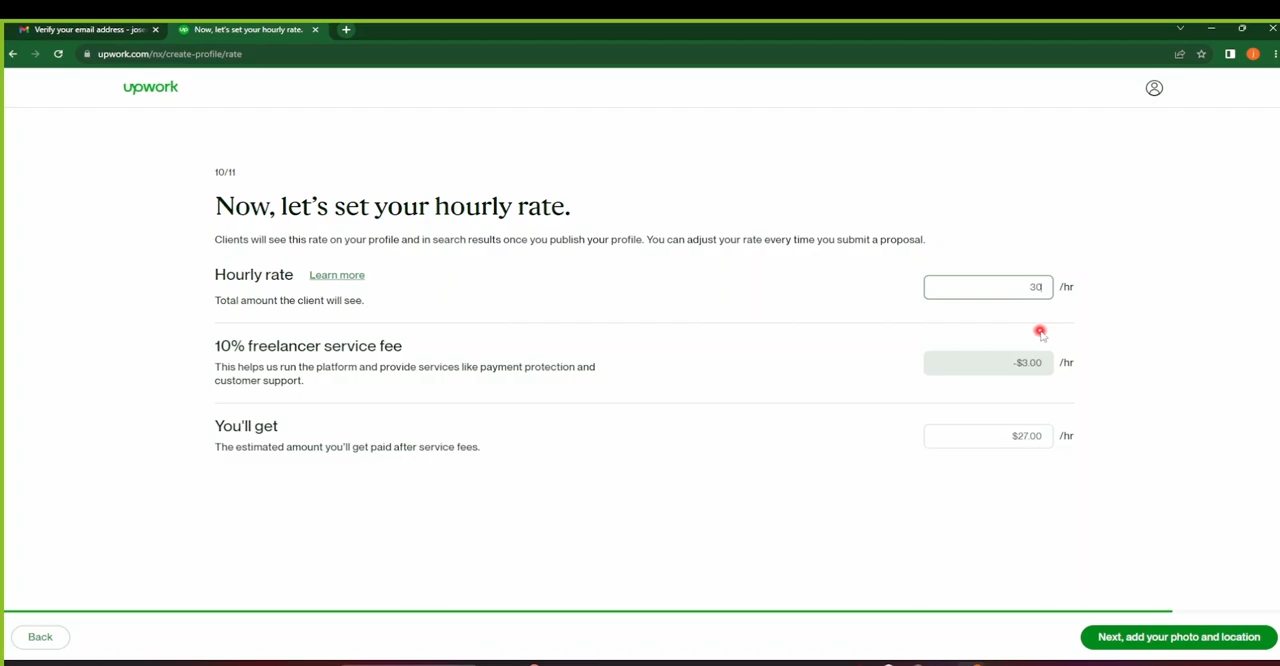 Verify your email address - jose
Now, let's set your hourly rate.
upwork.com/nx/create-profile/rate
upwork
10/11
Now, let's set your hourly rate.
Clients will see this rate on your profile and in search results once you publish your profile. You can adjust your rate every time you submit a proposal.
Hourly rate Learn more
30 /hr
Total amount the client will see.
10% freelancer service fee
This helps us run the platform and provide services like payment protection and
customer support.
-$3.00 /hr
You'll get
The estimated amount you'll get paid after service fees.
$27.00 /hr
Back
Next, add your photo and location